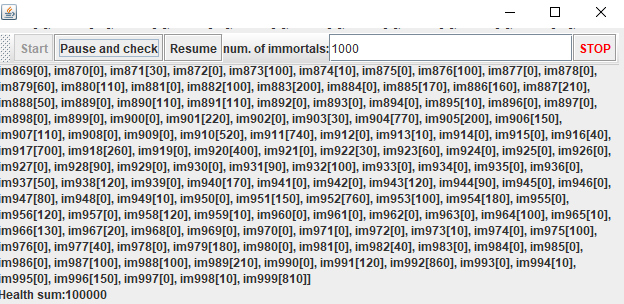 Start Pause and check Resume num. of immortals: 1000 STOP
im869[0], im870[0], im871[30], im872[0], im873[100], im874[10], im875[0], im876[100], im877[0], im878[0],
im879[60], im880[110], im881[0], im882[100], im883[200], im884[0], im885[170], im886[160], im887[210],
im888[50], im889[0], im890[110], im891[110], im892[0], im893[0], im894[0], im895[10], im896[0], im897[0],
im898[0], im899[0], im900[0], im901[220], im902[0], im903[30], im904[770], im905[200], im906[150],
im907[110], im908[0], im909[0], im910[520], im911[740], im912[0], im913[10], im914[0], im915[0], im916[40],
im917[700], im918[260], im919[0], im920[400], im921[0], im922[30], im923[60], im924[0], im925[0], im926[0],
im927[0], im928[90], im929[0], im930[0], im931[90], im932[100], im933[0], im934[0], im935[0], im936[0],
im937[50], im938[120], im939[0], im940[170], im941[0], im942[0], im943[120], im944[90], im945[0], im946[0],
im947[80], im948[0], im949[10], im950[0], im951[150], im952[760], im953[100], im954[180], im955[0],
im956[120], im957[0], im958[120], im959[10], im960[0], im961[0], im962[0], im963[0], im964[100], im965[10],
im966[130], im967[20], im968[0], im969[0], im970[0], im971[0], im972[0], im973[10], im974[0], im975[100],
im976[0], im977[40], im978[0], im979[180], im980[0], im981[0], im982[40], im983[0], im984[0], im985[0],
im986[0], im987[100], im988[100], im989[210], im990[0], im991[120], im992[860], im993[0], im994[10],
im995[0], im996[150], im997[0], im998[10], im999[810]]
Health sum:100000